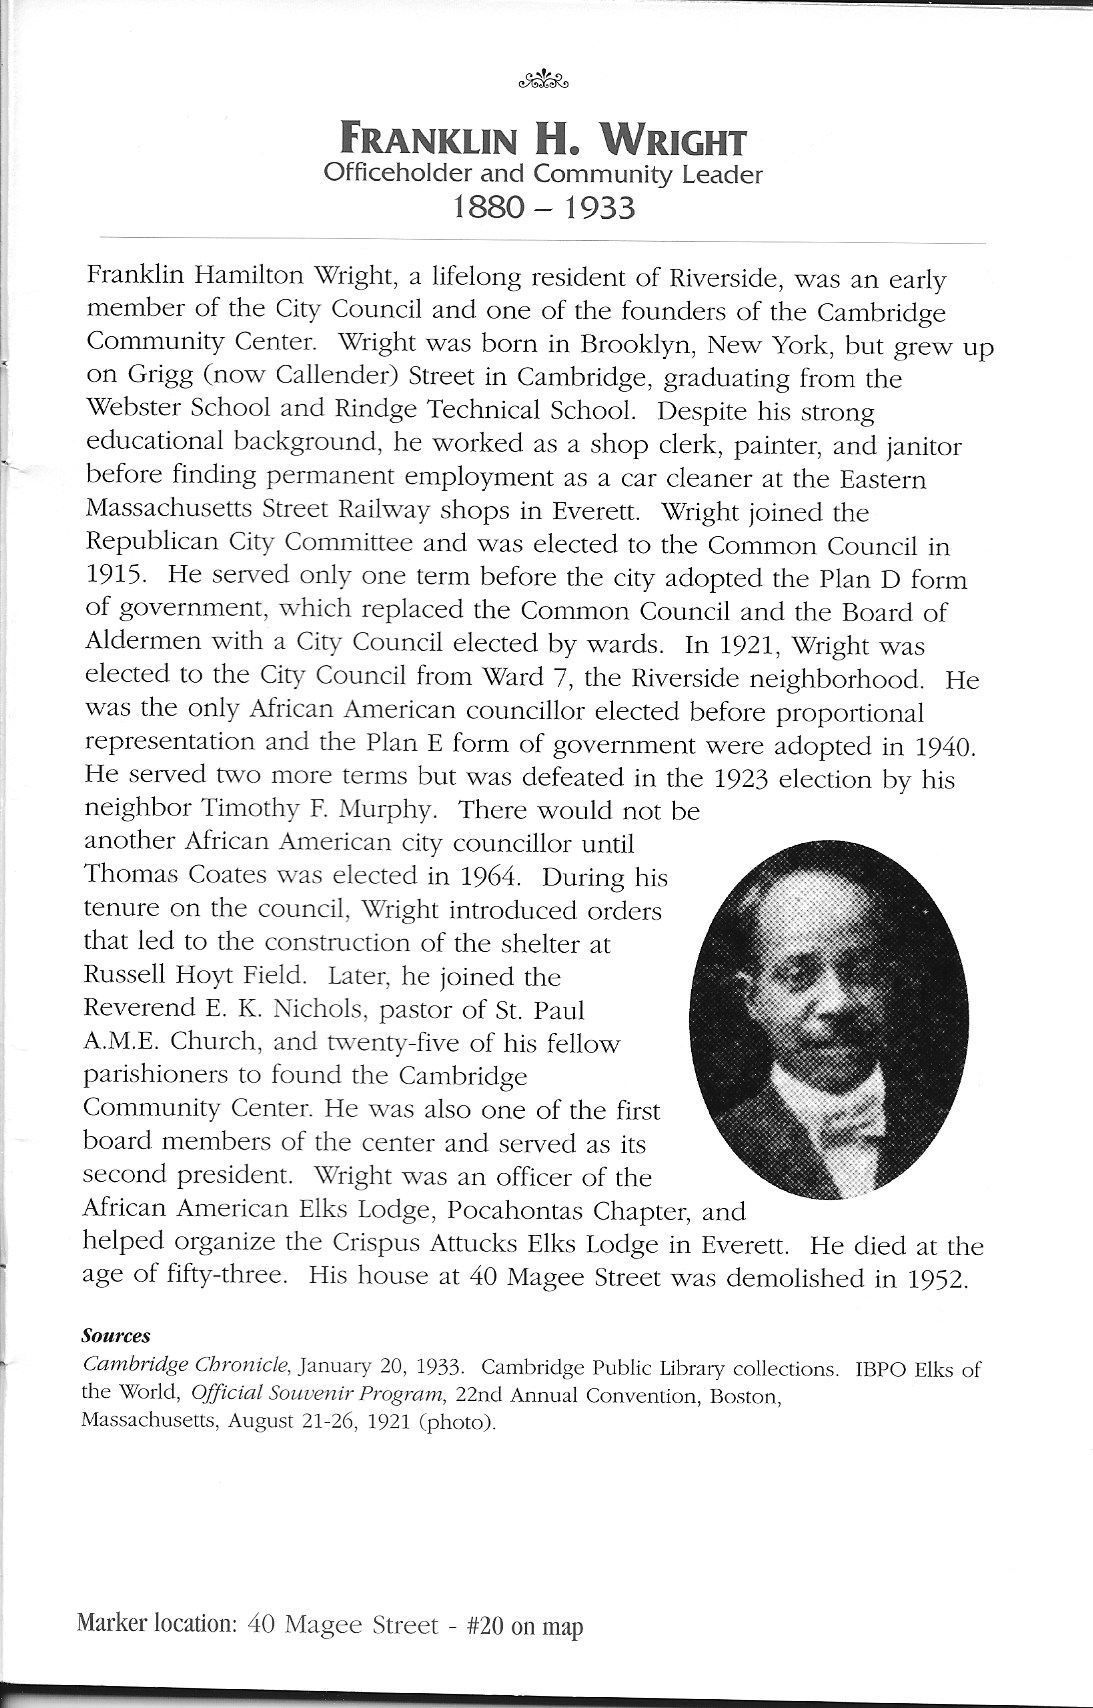 FRANKLIN H. WRIGHT
Officeholder and Community Leader
1880 – 1933
Franklin Hamilton Wright, a lifelong resident of Riverside, was an early
member of the City Council and one of the founders of the Cambridge
Community Center. Wright was born in Brooklyn, New York, but grew up
on Grigg (now Callender) Street in Cambridge, graduating from the
Webster School and Rindge Technical School. Despite his strong
educational background, he worked as a shop clerk, painter, and janitor
before finding permanent employment as a car cleaner at the Eastern
Massachusetts Street Railway shops in Everett. Wright joined the
Republican City Committee and was elected to the Common Council in
1915. He served only one term before the city adopted the Plan D form
of government, which replaced the Common Council and the Board of
Aldermen with a City Council elected by wards. In 1921, Wright was
elected to the City Council from Ward 7, the Riverside neighborhood. He
was the only African American councillor elected before proportional
representation and the Plan E form of government were adopted in 1940.
He served two more terms but was defeated in the 1923 election by his
neighbor Timothy F. Murphy. There would not be
another African American city councillor until
Thomas Coates was elected in 1964. During his
tenure on the council, Wright introduced orders
that led to the construction of the shelter at
Russell Hoyt Field. Later, he joined the
Reverend E. K. Nichols, pastor of St. Paul
A.M.E. Church, and twenty-five of his fellow
parishioners to found the Cambridge
Community Center. He was also one of the first
board members of the center and served as its
second president. Wright was an officer of the
African American Elks Lodge, Pocahontas Chapter, and
helped organize the Crispus Attucks Elks Lodge in Everett. He died at the
age of fifty-three. His house at 40 Magee Street was demolished in 1952.
Sources
Cambridge Chronicle, January 20, 1933. Cambridge Public Library collections. IBPO Elks of
the World, Official Souvenir Program, 22nd Annual Convention, Boston,
Massachusetts, August 21-26, 1921 (photo).
Marker location: 40 Magee Street - #20 on map